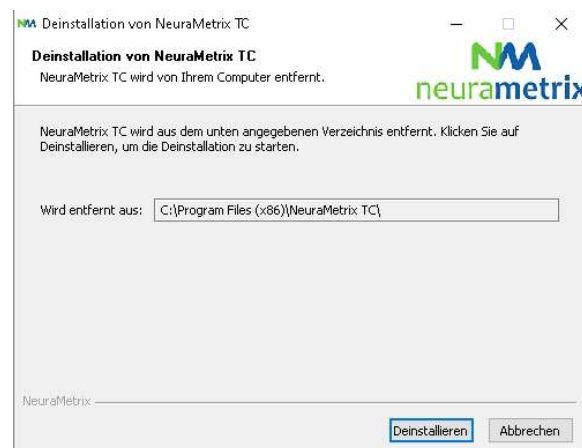 NM Deinstallation von NeuraMetrix TC
Deinstallation von NeuraMetrix TC
NeuraMetrix TC wird von Ihrem Computer entfernt.
NM
neurametrix
NeuraMetrix TC wird aus dem unten angegebenen Verzeichnis entfernt. Klicken Sie auf
Deinstallieren, um die Deinstallation zu starten.
Wird entfernt aus: C:\Program Files (x86)\NeuraMetrix TC\
NeuraMetrix
Deinstallieren Abbrechen